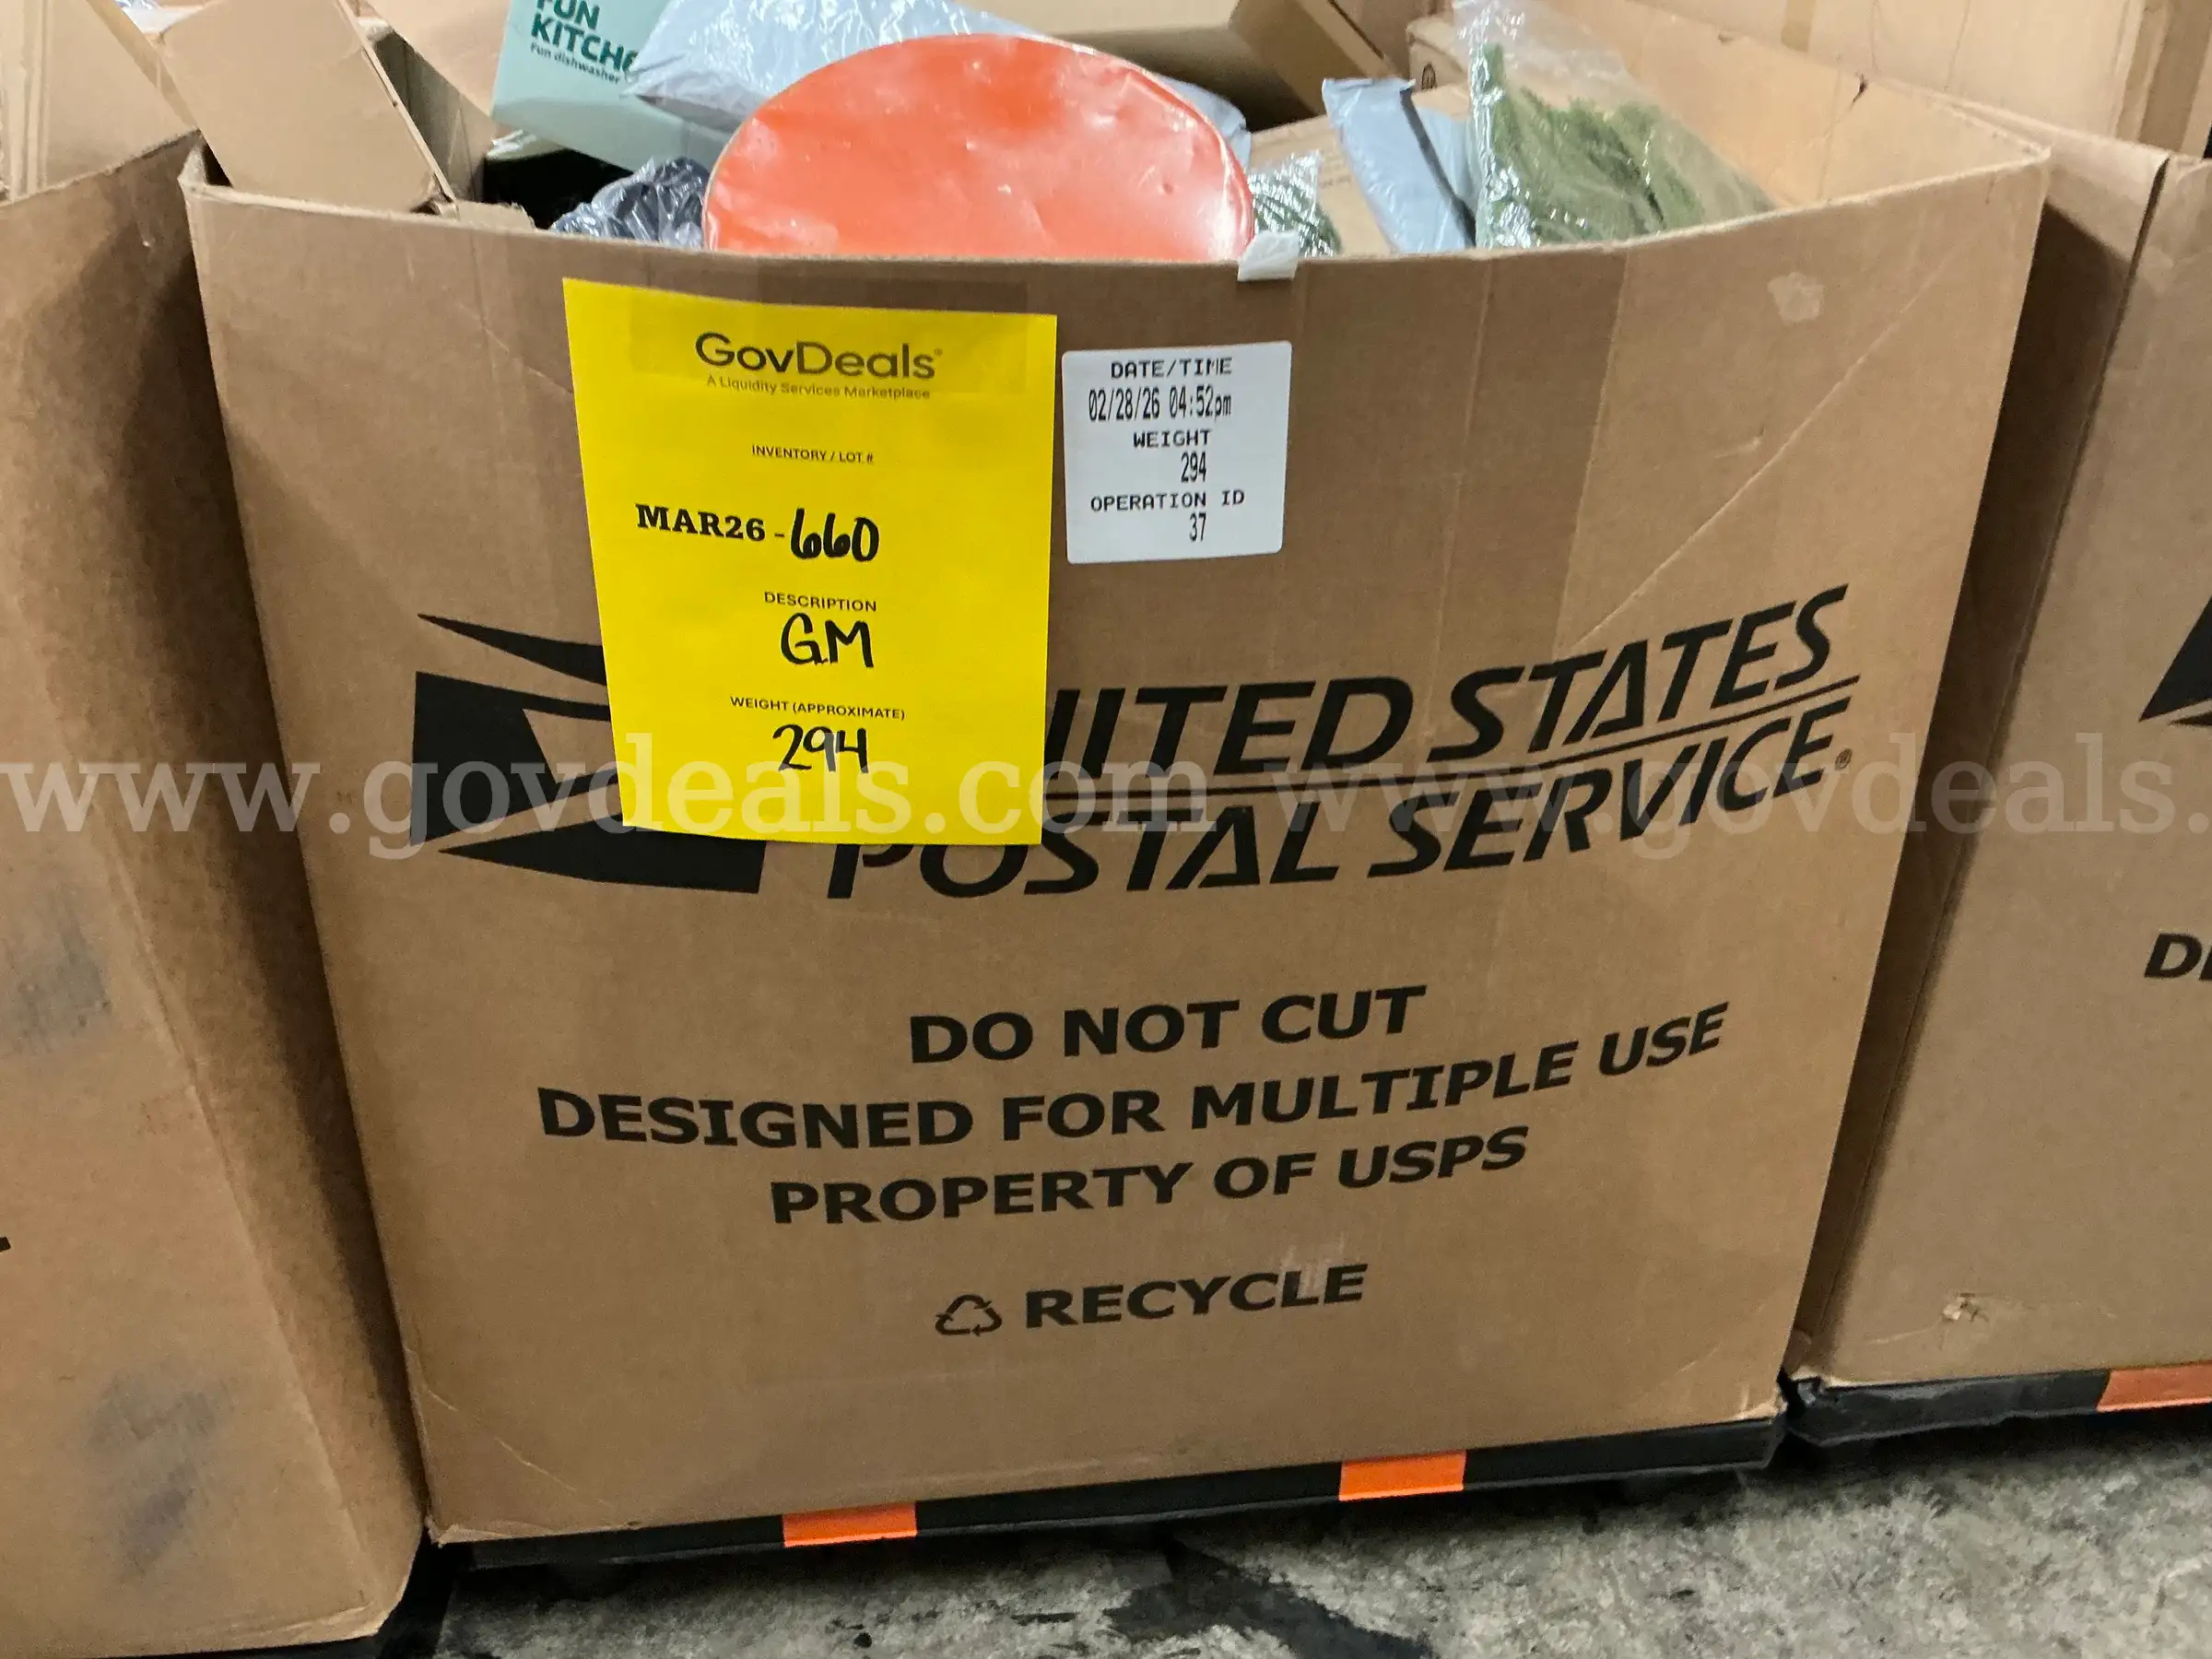 FUN
KITCHE
Fun dishwasher
GovDeals®
A Liquidity Services Marketplace
INVENTORY / LOT #
MAR26 - 660
DESCRIPTION
GM
WEIGHT (APPROXIMATE)
294
DATE/TIME
02/28/26 04:52pm
WEIGHT
294
OPERATION ID
37
UNITED STATES
POSTAL SERVICE®
www.govdeals.com www.govdeals.
DO NOT CUT
DESIGNED FOR MULTIPLE USE
PROPERTY OF USPS
RECYCLE